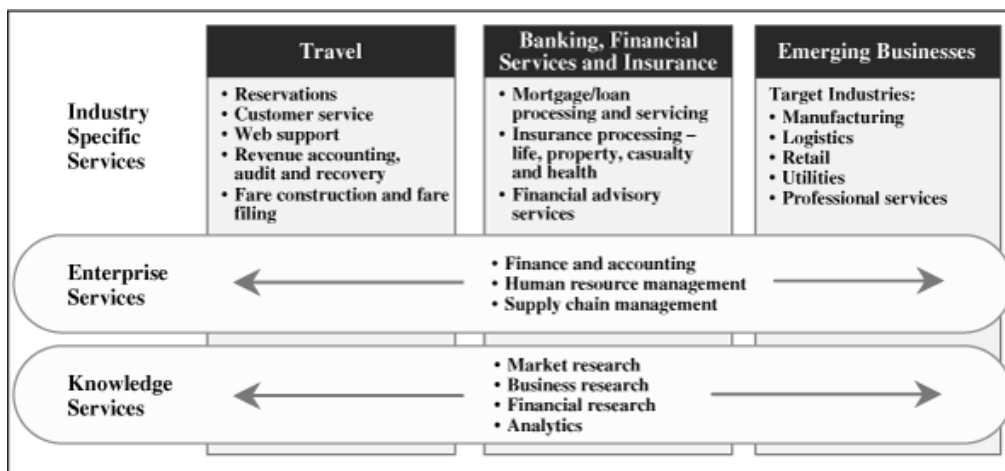 Travel
Banking, Financial
Services and Insurance
Emerging Businesses
Industry
Specific
Services
• Reservations
• Customer service
• Web support
• Revenue accounting,
audit and recovery
• Fare construction and fare
filing
• Mortgage/loan
processing and servicing
• Insurance processing –
life, property, casualty
and health
• Financial advisory
services
Target Industries:
• Manufacturing
• Logistics
• Retail
• Utilities
• Professional services
Enterprise
Services
• Finance and accounting
• Human resource management
• Supply chain management
Knowledge
Services
• Market research
• Business research
• Financial research
• Analytics